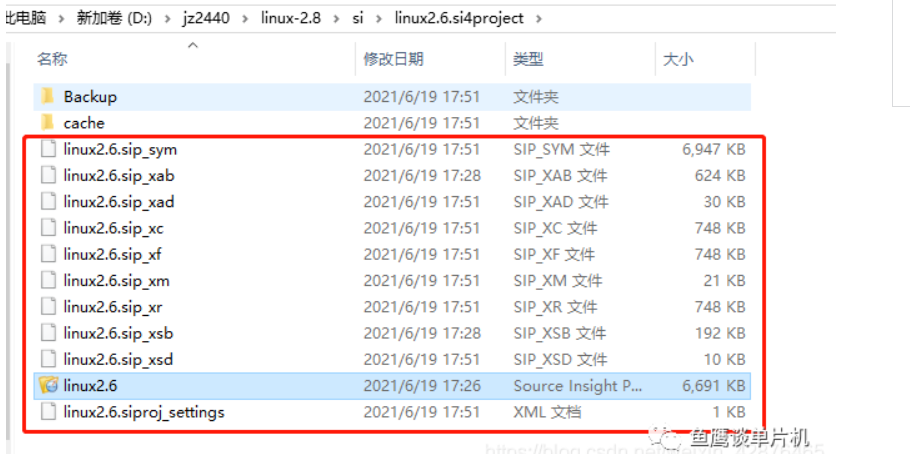 此电脑 > 新加卷 (D:) > jz2440 > linux-2.8 > si > linux2.6.si4project >
名称 修改日期 类型 大小
Backup 2021/6/19 17:51 文件夹
cache 2021/6/19 17:51 文件夹
linux2.6.sip_sym 2021/6/19 17:51 SIP_SYM 文件 6,947 KB
linux2.6.sip_xab 2021/6/19 17:28 SIP_XAB 文件 624 KB
linux2.6.sip_xad 2021/6/19 17:51 SIP_XAD 文件 30 KB
linux2.6.sip_xc 2021/6/19 17:51 SIP_XC 文件 748 KB
linux2.6.sip_xf 2021/6/19 17:51 SIP_XF 文件 748 KB
linux2.6.sip_xm 2021/6/19 17:51 SIP_XM 文件 21 KB
linux2.6.sip_xr 2021/6/19 17:51 SIP_XR 文件 748 KB
linux2.6.sip_xsb 2021/6/19 17:28 SIP_XSB 文件 192 KB
linux2.6.sip_xsd 2021/6/19 17:51 SIP_XSD 文件 10 KB
linux2.6 2021/6/19 17:26 Source Insight P... 6,691 KB
linux2.6.siproj_settings 2021/6/19 17:51 XML 文档 1 KB
鱼鹰谈单片机